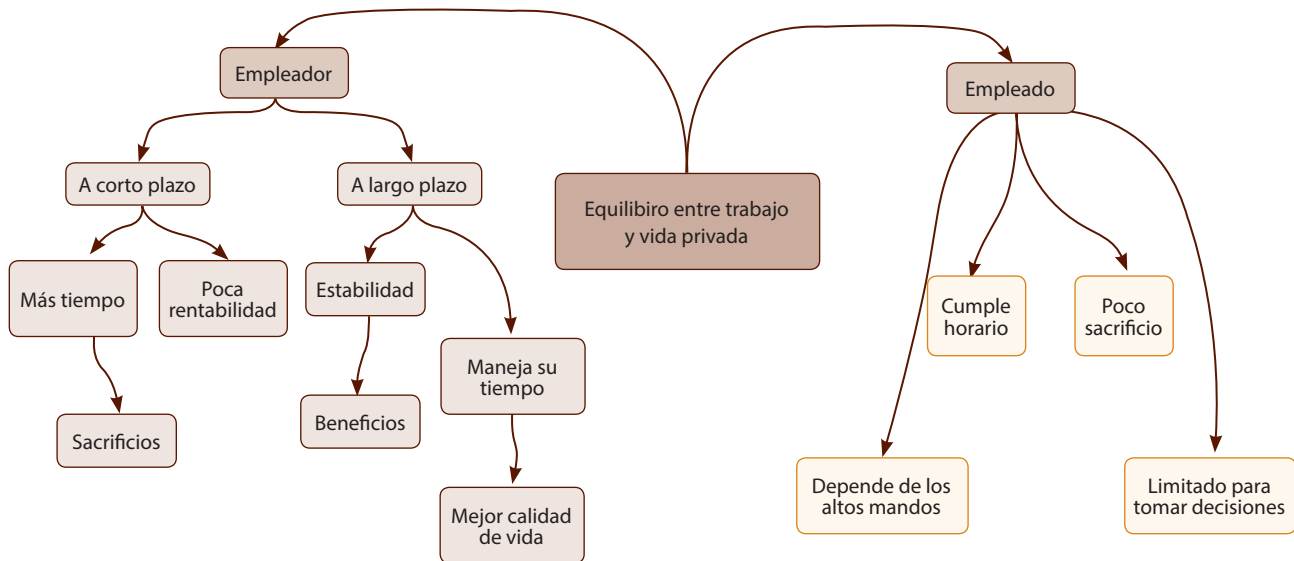 Empleador
Empleado
A corto plazo
A largo plazo
Equilibiro entre trabajo
y vida privada
Más tiempo
Poca
rentabilidad
Estabilidad
Cumple
horario
Poco
sacrificio
Maneja su
tiempo
Sacrificios
Beneficios
Depende de los
altos mandos
Limitado para
tomar decisiones
Mejor calidad
de vida